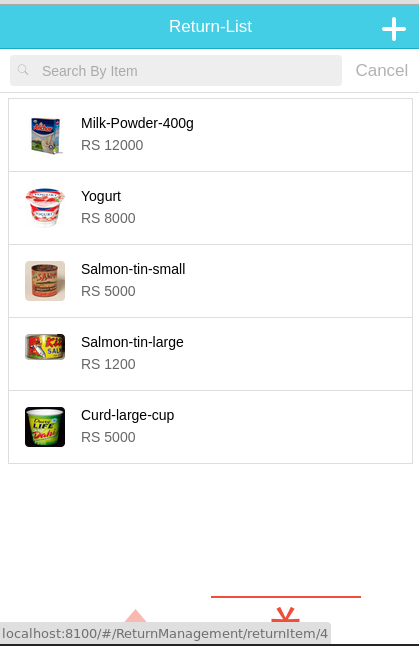 Return-List
Search By Item
Cancel
Milk-Powder-400g
RS 12000
Yogurt
RS 8000
Salmon-tin-small
RS 5000
Salmon-tin-large
RS 1200
Curd-large-cup
RS 5000
localhost:8100/#/ReturnManagement/returnItem/4